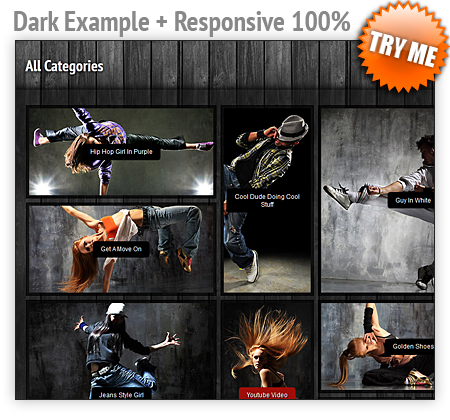 Dark Example + Responsive 100%
TRY ME
All Categories
Hip Hop Girl In Purple
Cool Dude Doing Cool
Stuff
Guy In White
Get A Move On
Golden Shoes
Jeans Style Girl
Youtube Video